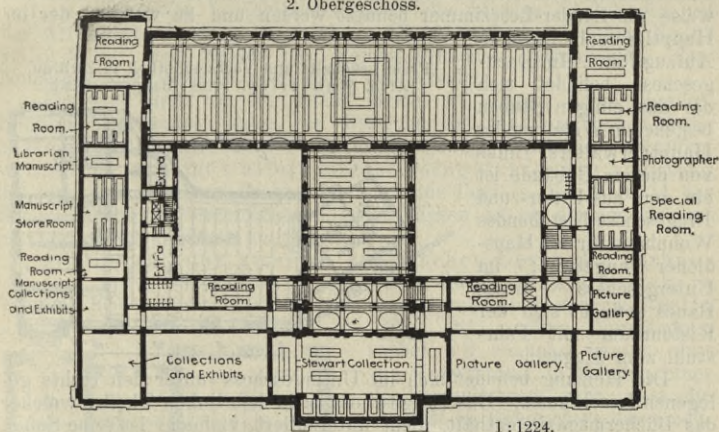 2. Obergeschoss.
Reading
Room
Reading
Room
Reading
Room.
Reading
Room.
Librarian
Manuscript
Extra
Photographer
Manuscript
Store Room
Special
Reading
Room.
Reading
Room.
Manuscript
Collections
and Exhibits
Extra
Reading
Room.
Reading
Room.
Reading
Room.
Picture
Gallery
Collections
and Exhibits
Stewart Collection.
Picture Gallery.
Picture
Gallery
1 : 1224.